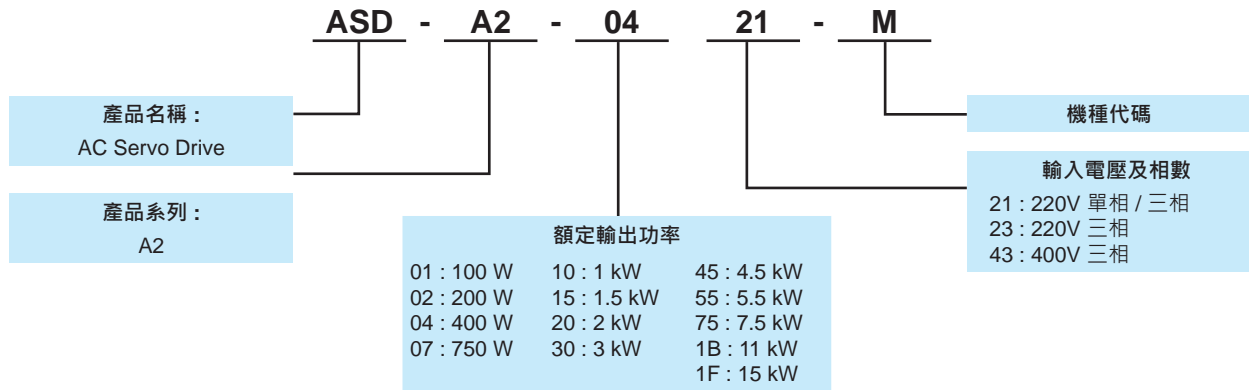 ASD - A2 - 04 21 - M
產品名稱 :
AC Servo Drive
產品系列 :
A2
額定輸出功率
01 : 100 W 10 : 1 kW 45 : 4.5 kW
02 : 200 W 15 : 1.5 kW 55 : 5.5 kW
04 : 400 W 20 : 2 kW 75 : 7.5 kW
07 : 750 W 30 : 3 kW 1B : 11 kW
1F : 15 kW
機種代碼
輸入電壓及相數
21 : 220V 單相 / 三相
23 : 220V 三相
43 : 400V 三相